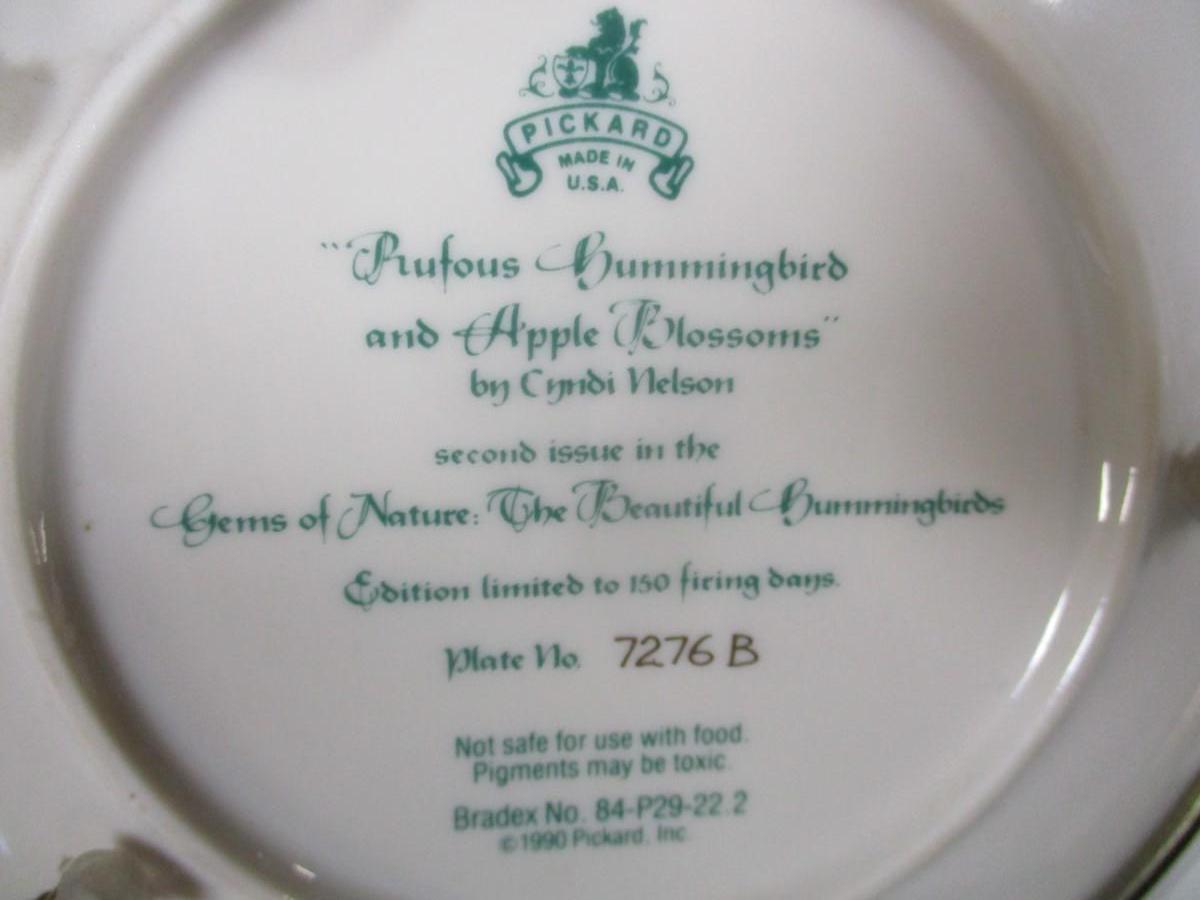 PICKARD
MADE IN
U.S.A.
"Rufous Hummingbird
and Apple Blossoms"
by Cyndi Nelson
second issue in the
Gems of Nature: The Beautiful Hummingbirds
Edition limited to 150 firing days.
Plate No. 7276 B
Not safe for use with food.
Pigments may be toxic.
Bradex No. 84-P29-22.2
©1990 Pickard, Inc.